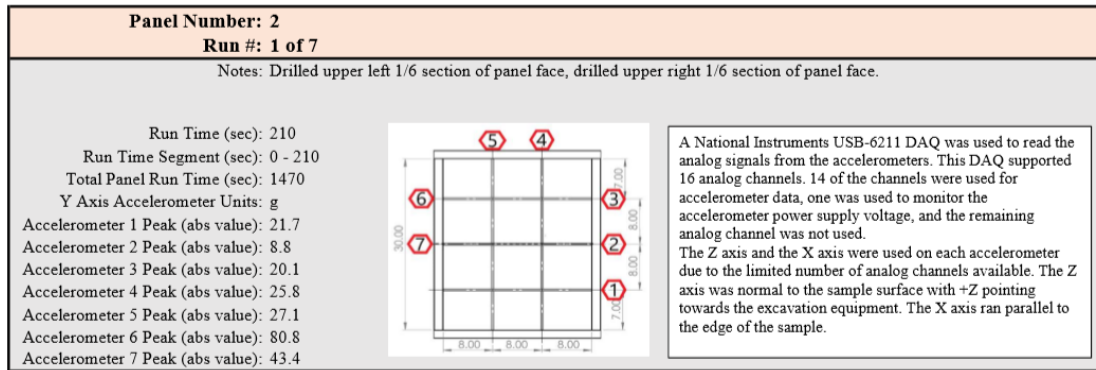 Panel Number: 2
Run #: 1 of 7
Notes: Drilled upper left 1/6 section of panel face, drilled upper right 1/6 section of panel face.
Run Time (sec): 210
Run Time Segment (sec): 0 - 210
Total Panel Run Time (sec): 1470
Y Axis Accelerometer Units: g
Accelerometer 1 Peak (abs value): 21.7
Accelerometer 2 Peak (abs value): 8.8
Accelerometer 3 Peak (abs value): 20.1
Accelerometer 4 Peak (abs value): 25.8
Accelerometer 5 Peak (abs value): 27.1
Accelerometer 6 Peak (abs value): 80.8
Accelerometer 7 Peak (abs value): 43.4
5 4
6 3
7 2
1
30.00
7.00
8.00
8.00
7.00
8.00 8.00 8.00
A National Instruments USB-6211 DAQ was used to read the
analog signals from the accelerometers. This DAQ supported
16 analog channels. 14 of the channels were used for
accelerometer data, one was used to monitor the
accelerometer power supply voltage, and the remaining
analog channel was not used.
The Z axis and the X axis were used on each accelerometer
due to the limited number of analog channels available. The Z
axis was normal to the sample surface with +Z pointing
towards the excavation equipment. The X axis ran parallel to
the edge of the sample.